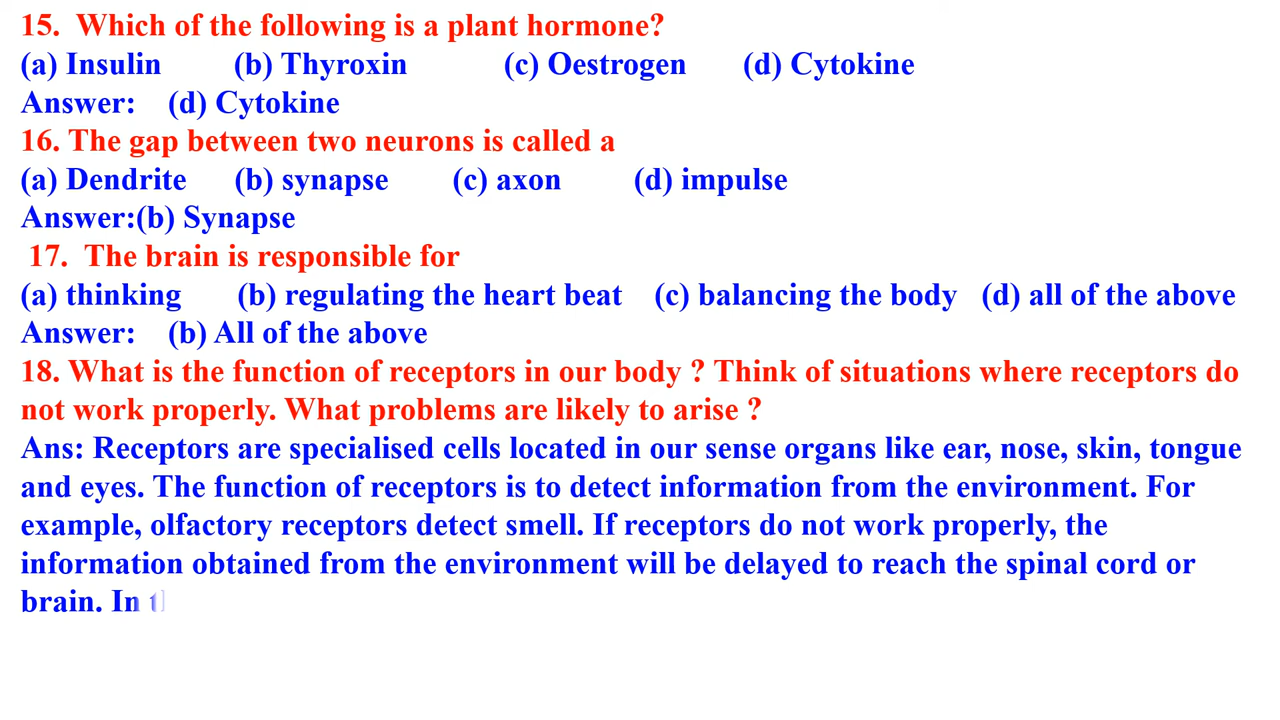 15. Which of the following is a plant hormone?
(a) Insulin (b) Thyroxin (c) Oestrogen (d) Cytokine
Answer: (d) Cytokine
16. The gap between two neurons is called a
(a) Dendrite (b) synapse (c) axon (d) impulse
Answer:(b) Synapse
17. The brain is responsible for
(a) thinking (b) regulating the heart beat (c) balancing the body (d) all of the above
Answer: (b) All of the above
18. What is the function of receptors in our body ? Think of situations where receptors do
not work properly. What problems are likely to arise ?
Ans: Receptors are specialised cells located in our sense organs like ear, nose, skin, tongue
and eyes. The function of receptors is to detect information from the environment. For
example, olfactory receptors detect smell. If receptors do not work properly, the
information obtained from the environment will be delayed to reach the spinal cord or
brain. In